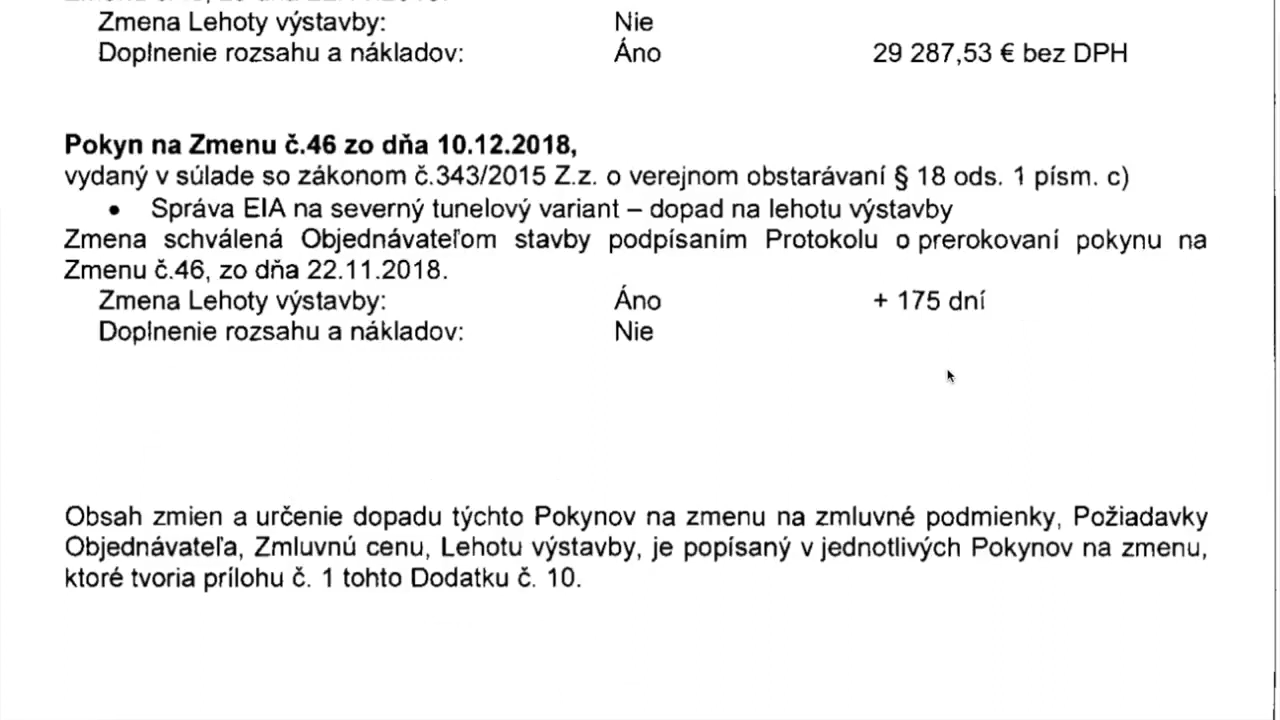 Zmena Lehoty výstavby: Nie
Doplnenie rozsahu a nákladov: Áno 29 287,53 € bez DPH
Pokyn na Zmenu č.46 zo dňa 10.12.2018,
vydaný v súlade so zákonom č.343/2015 Z.z. o verejnom obstarávaní § 18 ods. 1 písm. c)
• Správa EIA na severný tunelový variant – dopad na lehotu výstavby
Zmena schválená Objednávateľom stavby podpísaním Protokolu o prerokovaní pokynu na
Zmenu č.46, zo dňa 22.11.2018.
Zmena Lehoty výstavby: Áno + 175 dní
Doplnenie rozsahu a nákladov: Nie
Obsah zmien a určenie dopadu týchto Pokynov na zmenu na zmluvné podmienky, Požiadavky
Objednávateľa, Zmluvnú cenu, Lehotu výstavby, je popísaný v jednotlivých Pokynov na zmenu,
ktoré tvoria prílohu č. 1 tohto Dodatku č. 10.